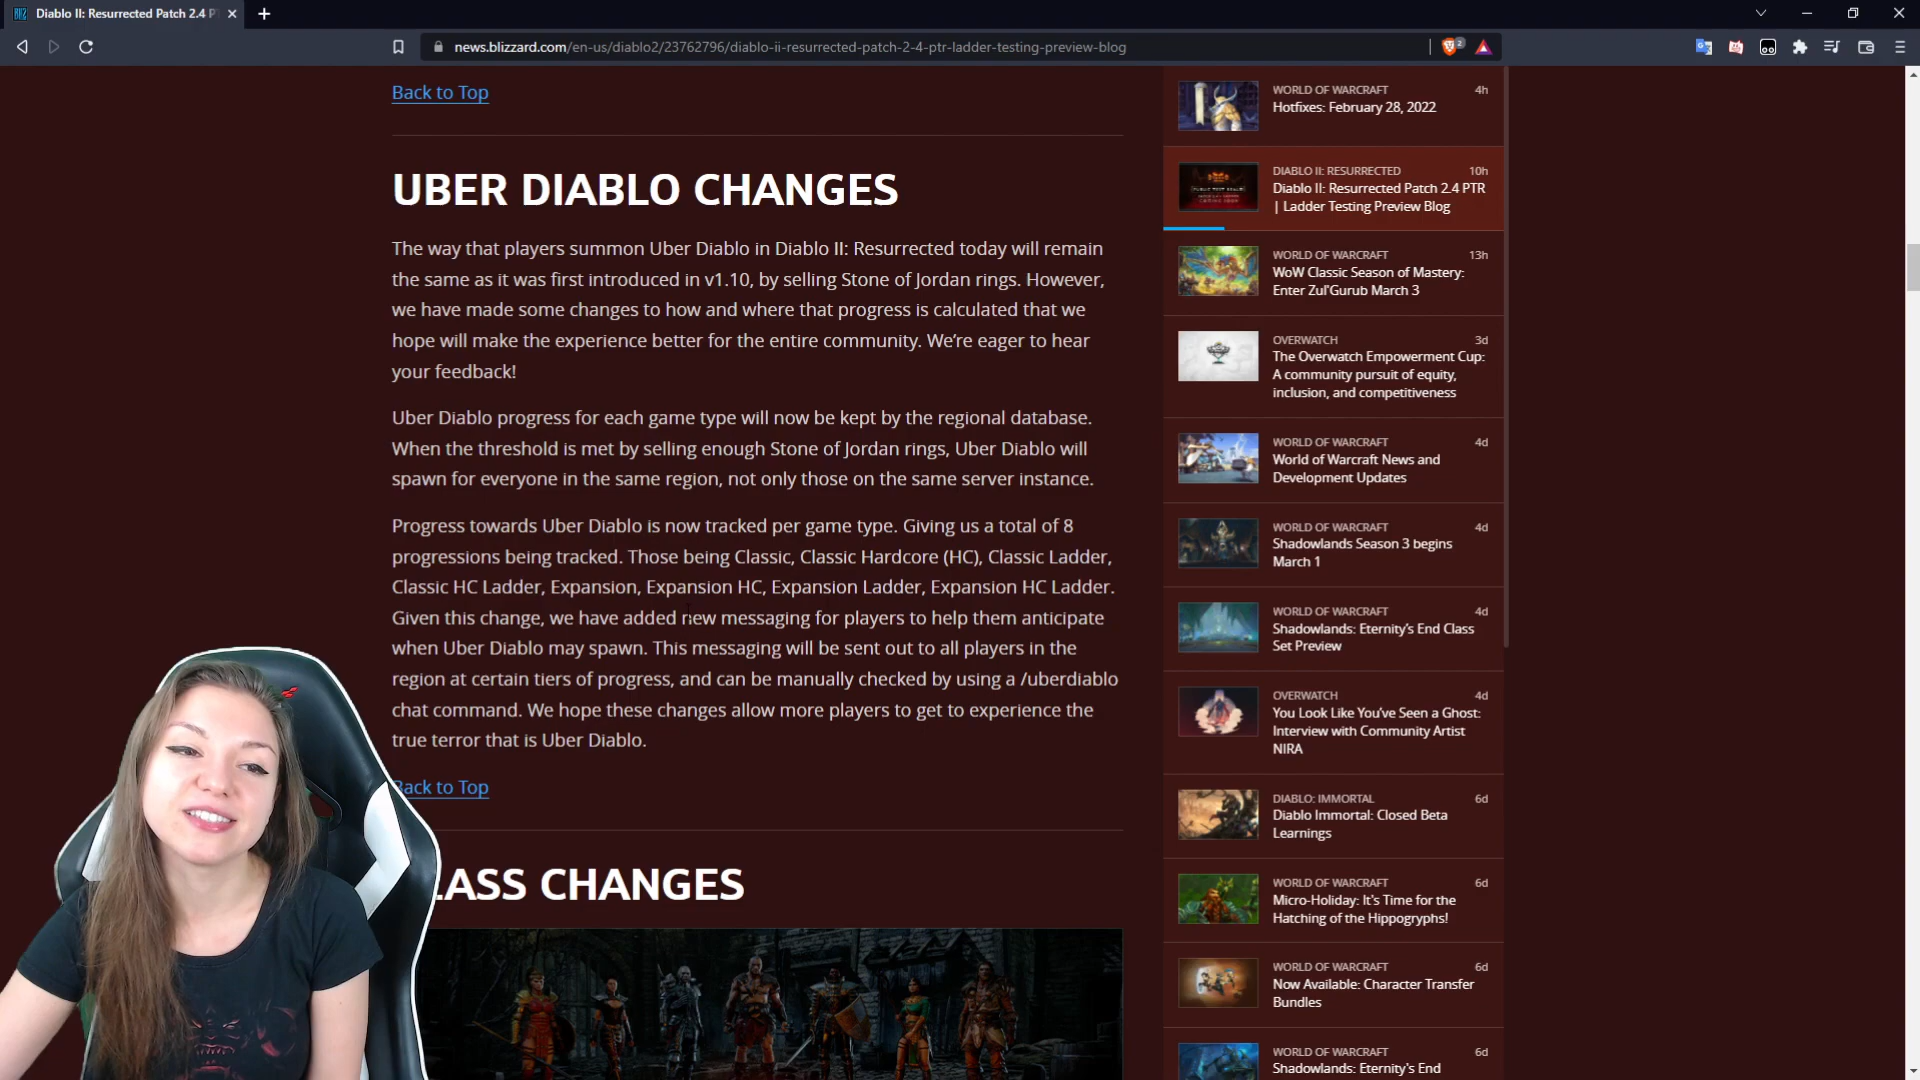 Diablo II: Resurrected Patch 2.4 P
news.blizzard.com/en-us/diablo2/23762796/diablo-ii-resurrected-patch-2-4-ptr-ladder-testing-preview-blog
2
Back to Top
UBER DIABLO CHANGES
The way that players summon Uber Diablo in Diablo II: Resurrected today will remain
the same as it was first introduced in v1.10, by selling Stone of Jordan rings. However,
we have made some changes to how and where that progress is calculated that we
hope will make the experience better for the entire community. We’re eager to hear
your feedback!
Uber Diablo progress for each game type will now be kept by the regional database.
When the threshold is met by selling enough Stone of Jordan rings, Uber Diablo will
spawn for everyone in the same region, not only those on the same server instance.
Progress towards Uber Diablo is now tracked per game type. Giving us a total of 8
progressions being tracked. Those being Classic, Classic Hardcore (HC), Classic Ladder,
Classic HC Ladder, Expansion, Expansion HC, Expansion Ladder, Expansion HC Ladder.
Given this change, we have added new messaging for players to help them anticipate
when Uber Diablo may spawn. This messaging will be sent out to all players in the
region at certain tiers of progress, and can be manually checked by using a /uberdiablo
chat command. We hope these changes allow more players to get to experience the
true terror that is Uber Diablo.
Back to Top
LASS CHANGES
WORLD OF WARCRAFT 4h
Hotfixes: February 28, 2022
DIABLO II: RESURRECTED 10h
Diablo II: Resurrected Patch 2.4 PTR
| Ladder Testing Preview Blog
WORLD OF WARCRAFT 13h
WoW Classic Season of Mastery:
Enter Zul'Gurub March 3
OVERWATCH 3d
The Overwatch Empowerment Cup:
A community pursuit of equity,
inclusion, and competitiveness
WORLD OF WARCRAFT 4d
World of Warcraft News and
Development Updates
WORLD OF WARCRAFT 4d
Shadowlands Season 3 begins
March 1
WORLD OF WARCRAFT 4d
Shadowlands: Eternity’s End Class
Set Preview
OVERWATCH 4d
You Look Like You’ve Seen a Ghost:
Interview with Community Artist
NIRA
DIABLO: IMMORTAL 6d
Diablo Immortal: Closed Beta
Learnings
WORLD OF WARCRAFT 6d
Micro-Holiday: It’s Time for the
Hatching of the Hippogryphs!
WORLD OF WARCRAFT 6d
Now Available: Character Transfer
Bundles
WORLD OF WARCRAFT 6d
Shadowlands: Eternity’s End